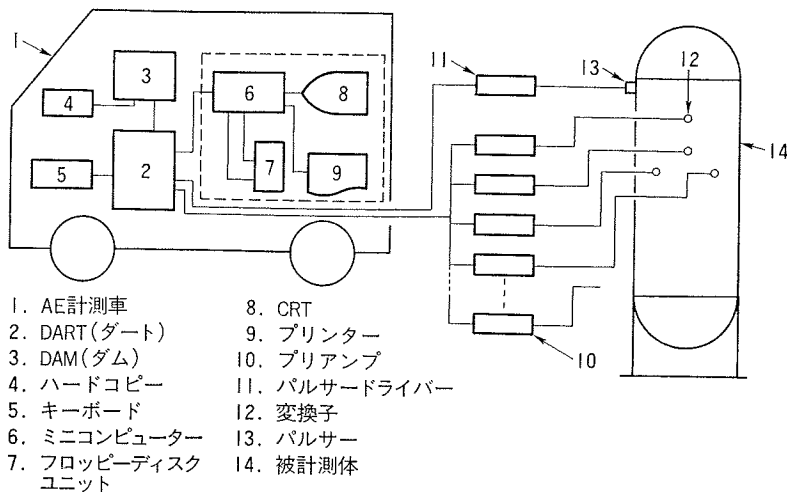 1
2
3
4
5
6
7
8
9
11
13
12
14
10
1. AE計測車
2. DART(ダート)
3. DAM(ダム)
4. ハードコピー
5. キーボード
6. ミニコンピューター
7. フロッピーディスク
ユニット
8. CRT
9. プリンター
10. プリアンプ
11. パルサードライバー
12. 変換子
13. パルサー
14. 被計測体